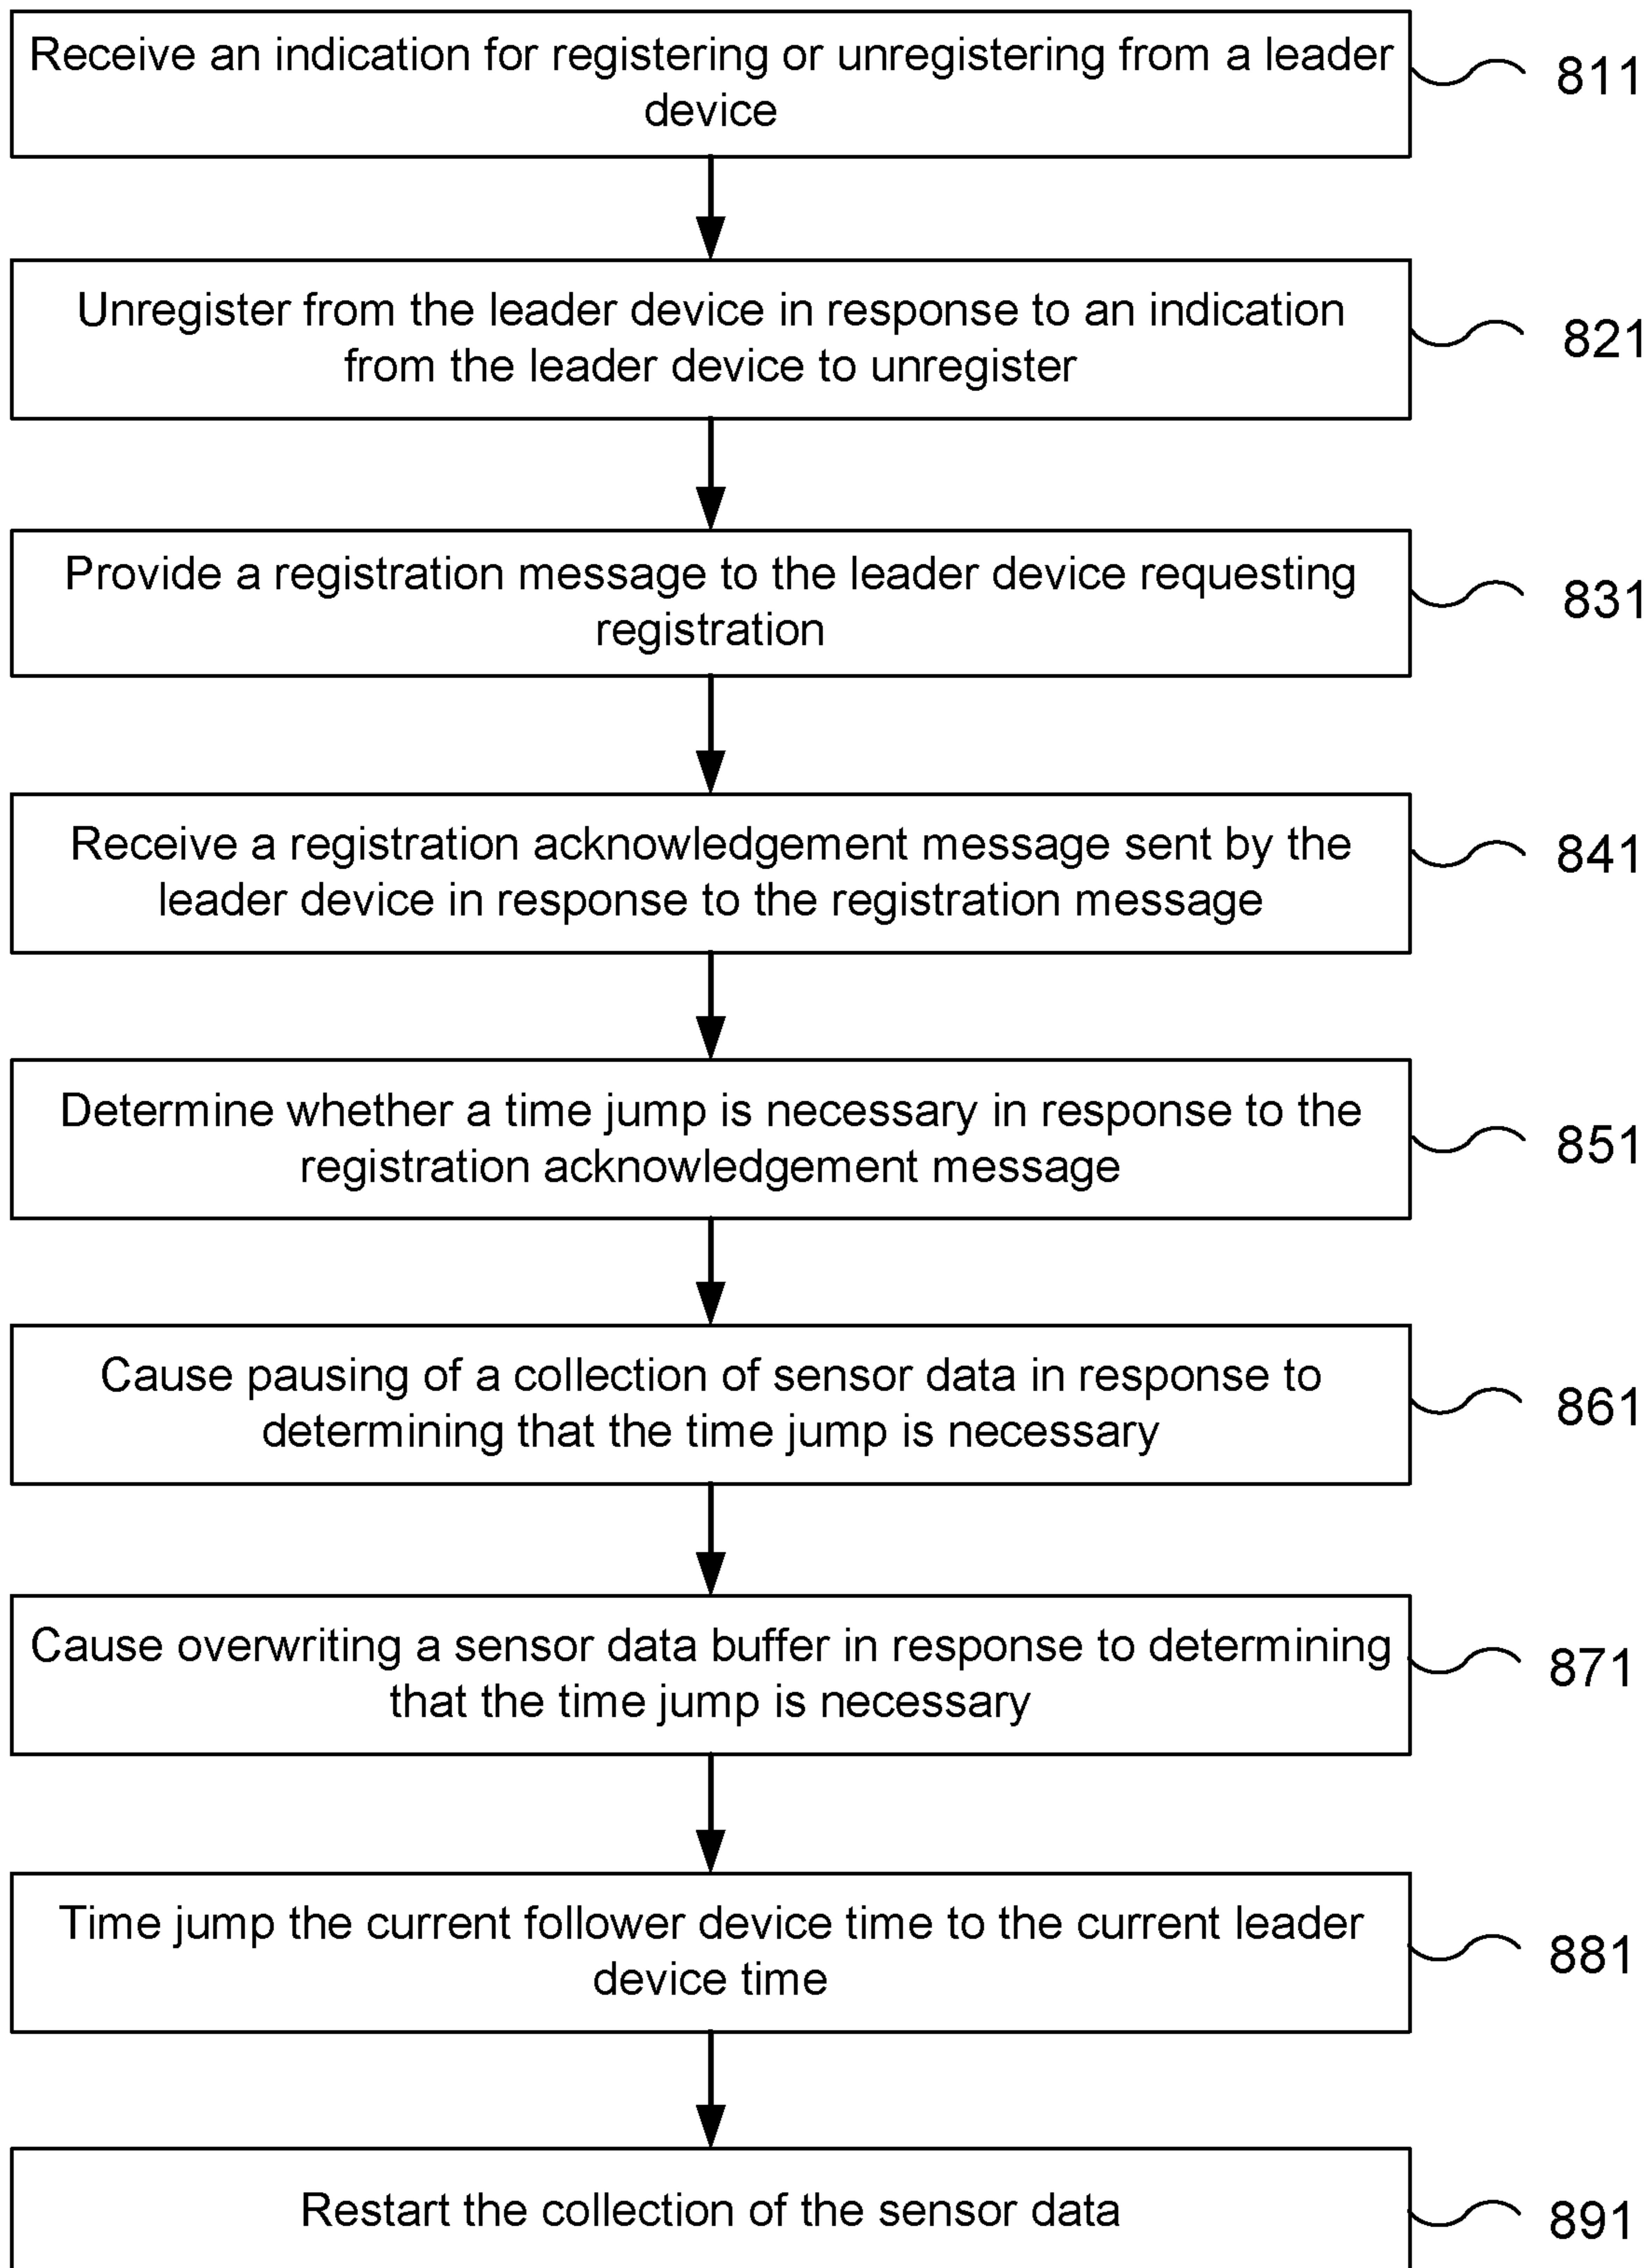 Receive an indication for registering or unregistering from a leader
device
811
Unregister from the leader device in response to an indication
from the leader device to unregister
821
Provide a registration message to the leader device requesting
registration
831
Receive a registration acknowledgement message sent by the
leader device in response to the registration message
841
Determine whether a time jump is necessary in response to the
registration acknowledgement message
851
Cause pausing of a collection of sensor data in response to
determining that the time jump is necessary
861
Cause overwriting a sensor data buffer in response to determining
that the time jump is necessary
871
Time jump the current follower device time to the current leader
device time
881
Restart the collection of the sensor data
891